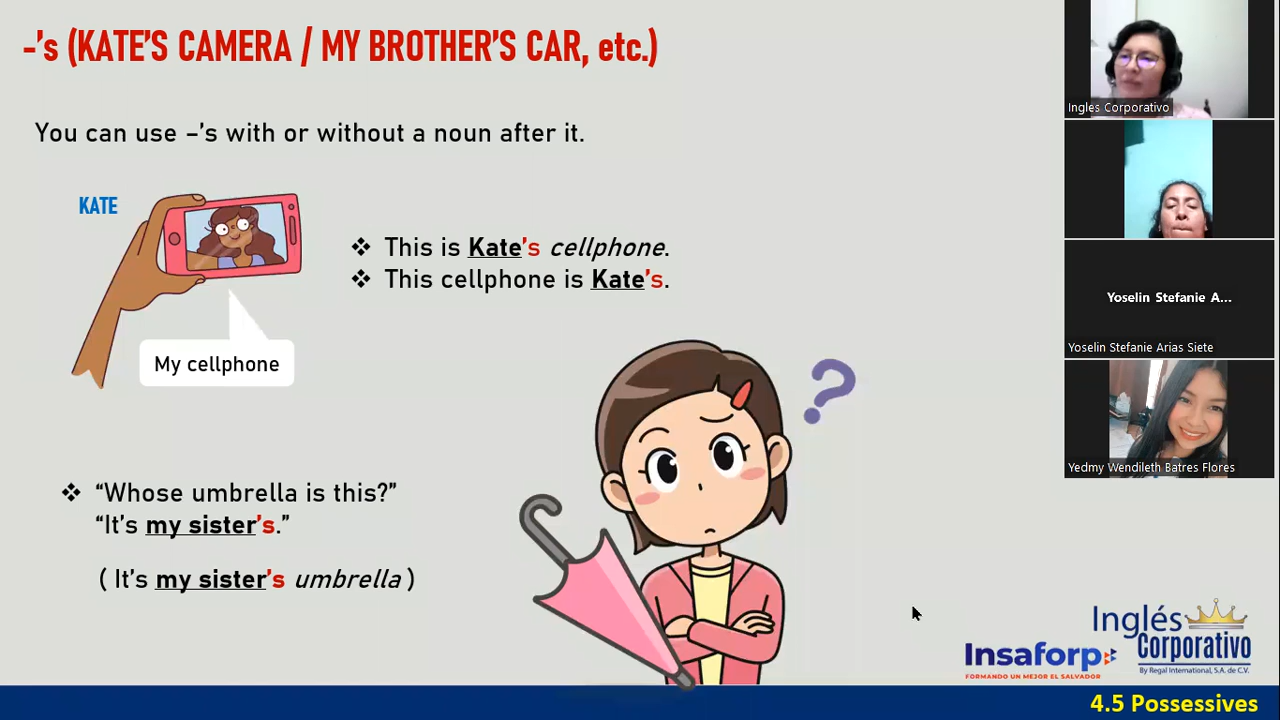 -’s (KATE’S CAMERA / MY BROTHER’S CAR, etc.)
You can use –’s with or without a noun after it.
KATE
My cellphone
❖ This is Kate’s cellphone.
❖ This cellphone is Kate’s.
❖ “Whose umbrella is this?”
“It’s my sister’s.”
( It’s my sister’s umbrella )
?
Ingles Corporativo
Yoselin Stefanie A...
Yoselin Stefanie Arias Siete
Yedmy Wendileth Batres Flores
Insaforp
FORMANDO UN MEJOR EL SALVADOR
Inglés
Corporativo
By Regal International, S.A. de C.V.
4.5 Possessives